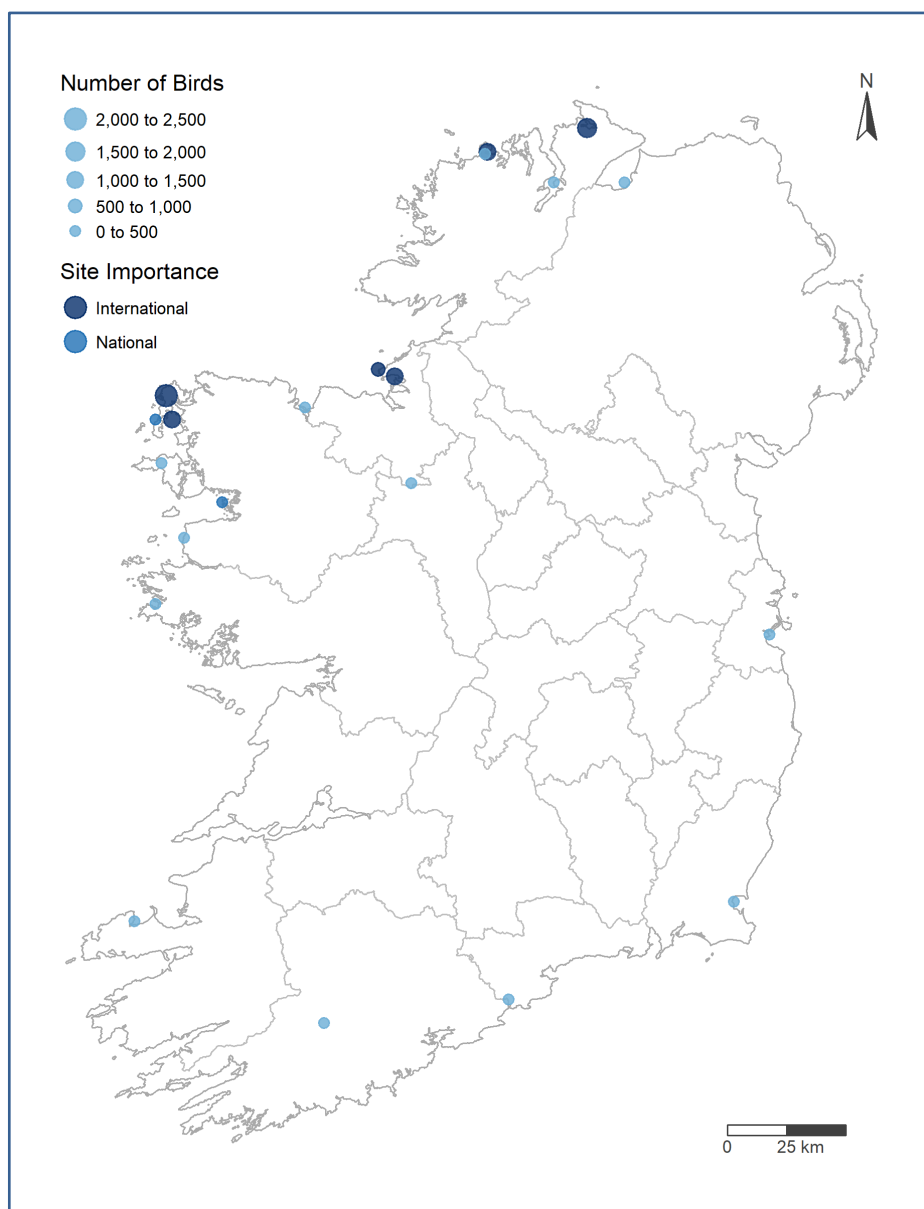 Number of Birds
2,000 to 2,500
1,500 to 2,000
1,000 to 1,500
500 to 1,000
0 to 500
Site Importance
International
National
N
0 25 km